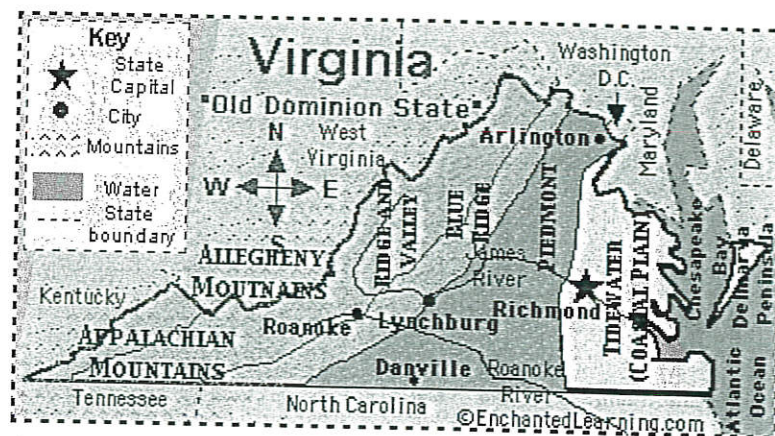 Key
State
Capital
City
Mountains
Water
State
boundary
Virginia
"Old Dominion State"
N
W
E
S
West
Virginia
Washington
D.C.
Arlington
Maryland
Delaware
RIDGE AND
VALLEY
BLUE
RIDGE
PIEDMONT
TIDEWATER
(COASTAL PLAIN)
Chesapeake
Bay
Delmarva
Peninsula
ALLEGHENY
MOUTNAINS
Kentucky
APPALACHIAN
MOUNTAINS
James
River
Richmond
Roanoke
Lynchburg
Danville
Roanoke
River
Tennessee
North Carolina
Atlantic
Ocean
©EnchantedLearning.com